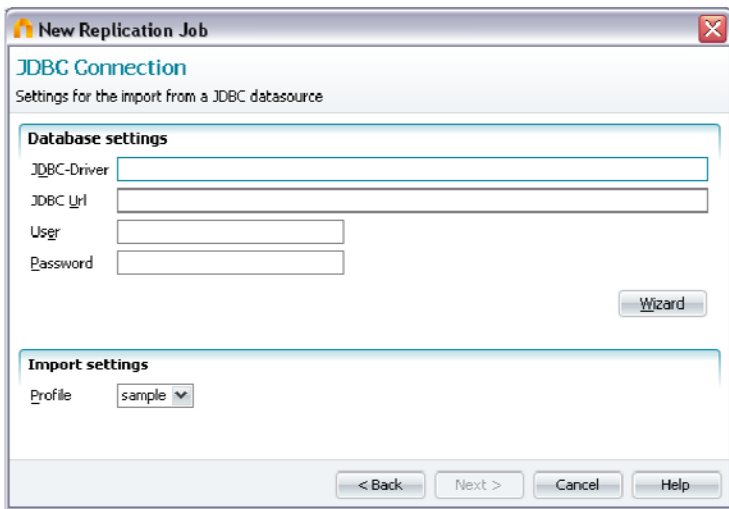 New Replication Job
JDBC Connection
Settings for the import from a JDBC datasource
Database settings
JDBC-Driver
JDBC Url
User
Password
Wizard
Import settings
Profile sample
< Back Next > Cancel Help